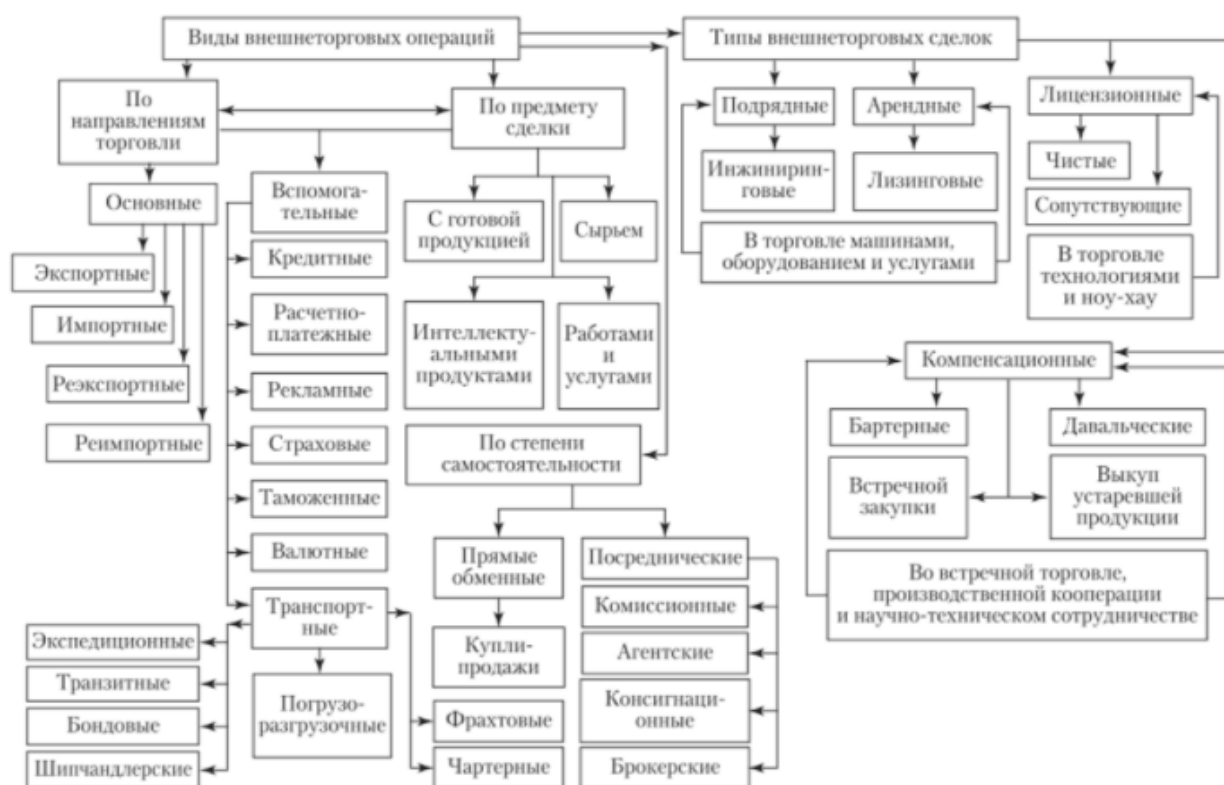 Виды внешнеторговых операций
Типы внешнеторговых сделок
По
направлениям
торговли
По предмету
сделки
Подрядные
Арендные
Лицензионные
Инжинирин-
говые
Лизинговые
Чистые
Сопутствующие
В торговле машинами,
оборудованием и услугами
В торговле
технологиями
и ноу-хау
Основные
Экспортные
Импортные
Реэкспортные
Реимпортные
Вспомога-
тельные
Кредитные
Расчетно-
платежные
Рекламные
Страховые
Таможенные
Валютные
Транспорт-
ные
С готовой
продукцией
Сырьем
Интеллекту-
альными
продуктами
Работами
и
услугами
По степени
самостоятельности
Прямые
обменные
Посреднические
Купли-
продажи
Комиссионные
Агентские
Консигнаци-
онные
Брокерские
Компенсационные
Бартерные
Давальческие
Встречной
закупки
Выкуп
устаревшей
продукции
Во встречной торговле,
производственной кооперации
и научно-техническом сотрудничестве
Экспедиционные
Транзитные
Бондовые
Шипчандлерские
Погрузо-
разгрузочные
Фрахтовые
Чартерные